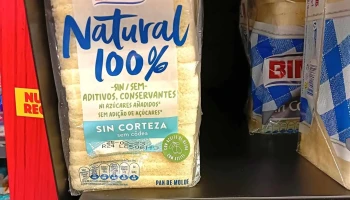 Natural
100%
-SIN / SEM-
ADITIVOS, CONSERVANTES
NI AZÚCARES AÑADIDOS*
SEM ADIÇÃO DE AÇÚCARES*
SIN CORTEZA
sem côdea
PAN DE MOLDE
NU
REC
BIM